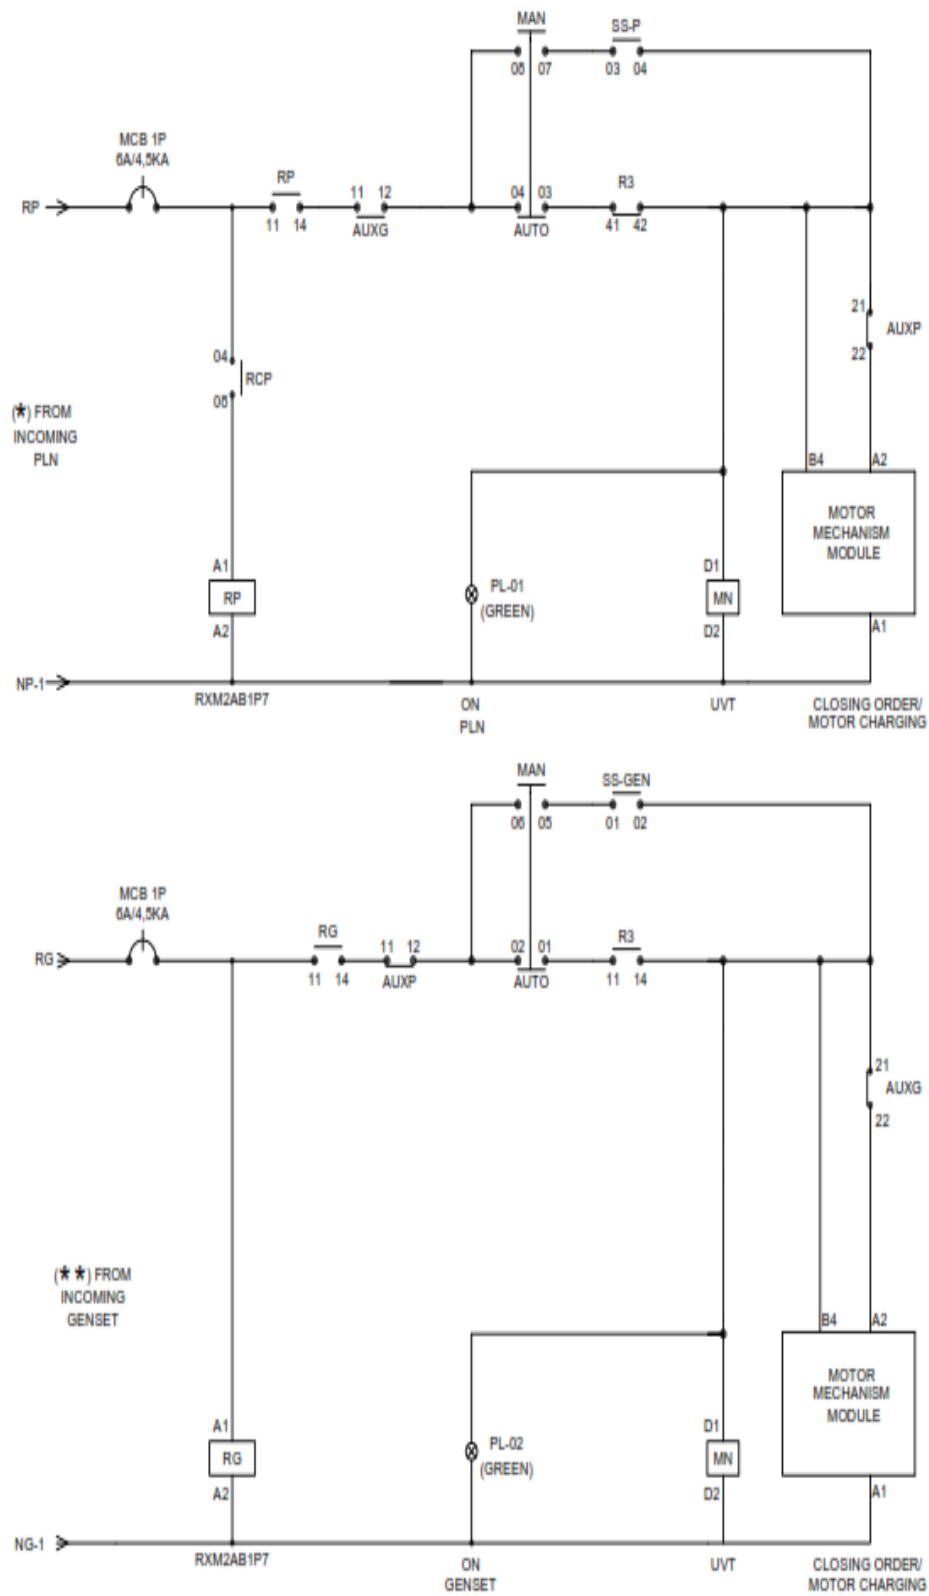 MAN
SS-P
06 07 03 04
MCB 1P
6A/4,5KA
RP
11 12
04 03
R3
RP
11 14
AUXG
AUTO
41 42
21
AUXP
22
04
RCP
08
(*) FROM
INCOMING
PLN
B4 A2
MOTOR
MECHANISM
MODULE
A1
RP
A2
PL-01
(GREEN)
D1
MN
D2
A1
NP-1
RXM2AB1P7
ON
PLN
UVT
CLOSING ORDER/
MOTOR CHARGING
MAN
SS-GEN
06 05 01 02
MCB 1P
6A/4,5KA
RG
11 12
02 01
R3
RG
11 14
AUXP
AUTO
11 14
21
AUXG
22
(**) FROM
INCOMING
GENSET
B4 A2
MOTOR
MECHANISM
MODULE
A1
RG
A2
PL-02
(GREEN)
D1
MN
D2
A1
NG-1
RXM2AB1P7
ON
GENSET
UVT
CLOSING ORDER/
MOTOR CHARGING